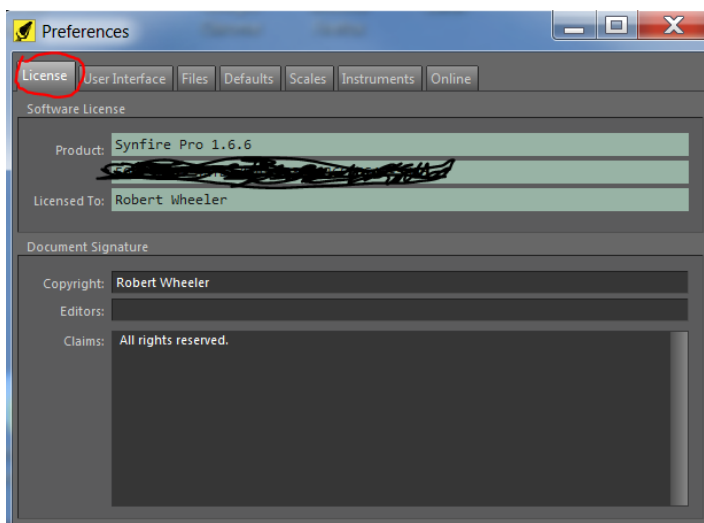 Preferences
License User Interface Files Defaults Scales Instruments Online
Software License
Product: Synfire Pro 1.6.6
Licensed To: Robert Wheeler
Document Signature
Copyright: Robert Wheeler
Editors:
Claims: All rights reserved.